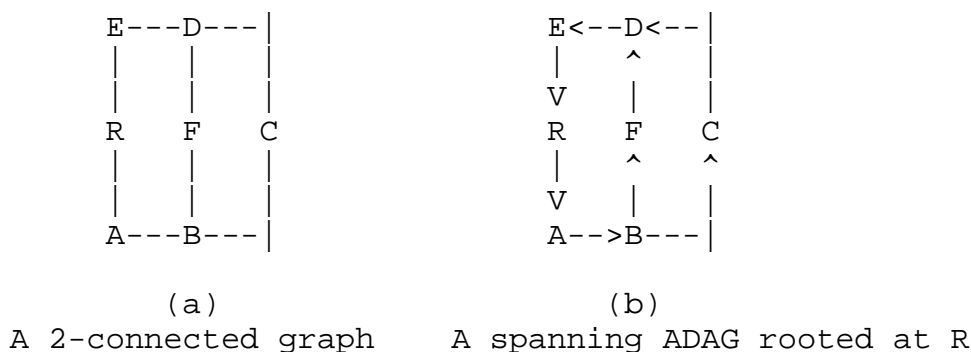 E---D---|          E<--D<--|
|   |   |          |   ^   |
|   |   |          V   |   |
R   F   C          R   F   C
|   |   |          |   ^   ^
|   |   |          V   |   |
A---B---|          A-->B---|
(a)                    (b)
A 2-connected graph    A spanning ADAG rooted at R